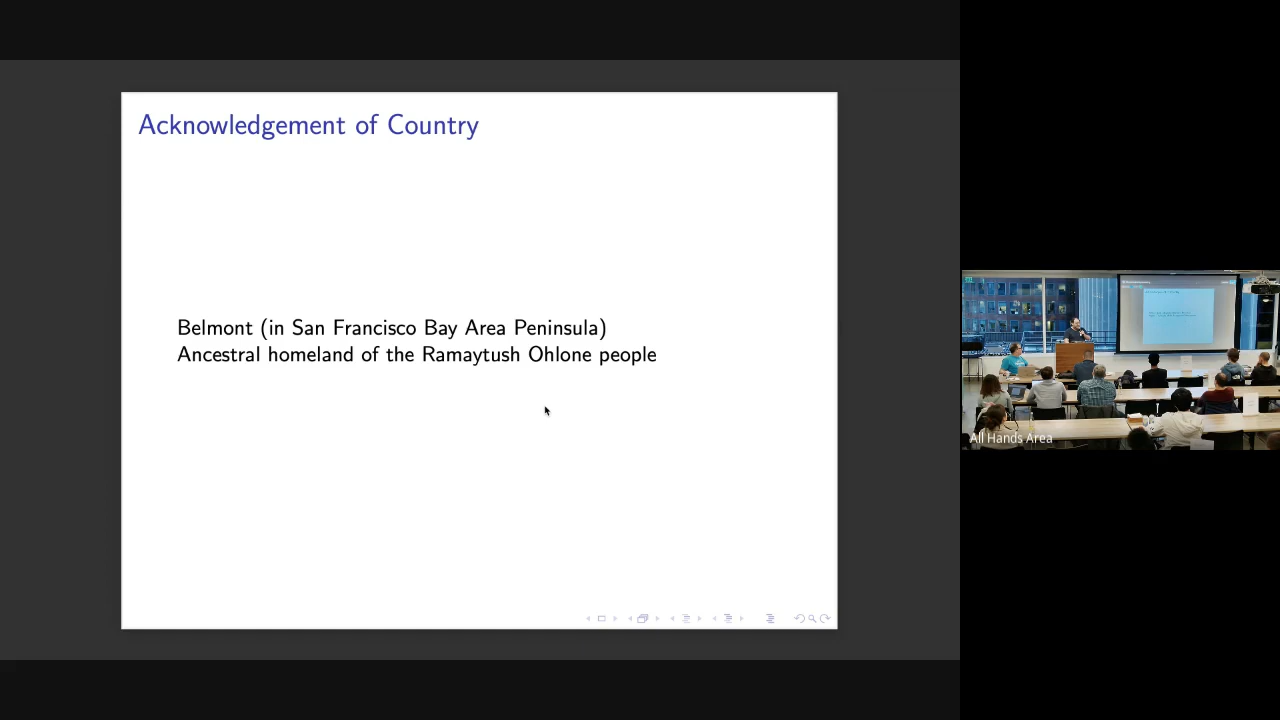 Acknowledgement of Country
Belmont (in San Francisco Bay Area Peninsula)
Ancestral homeland of the Ramaytush Ohlone people
All Hands Area